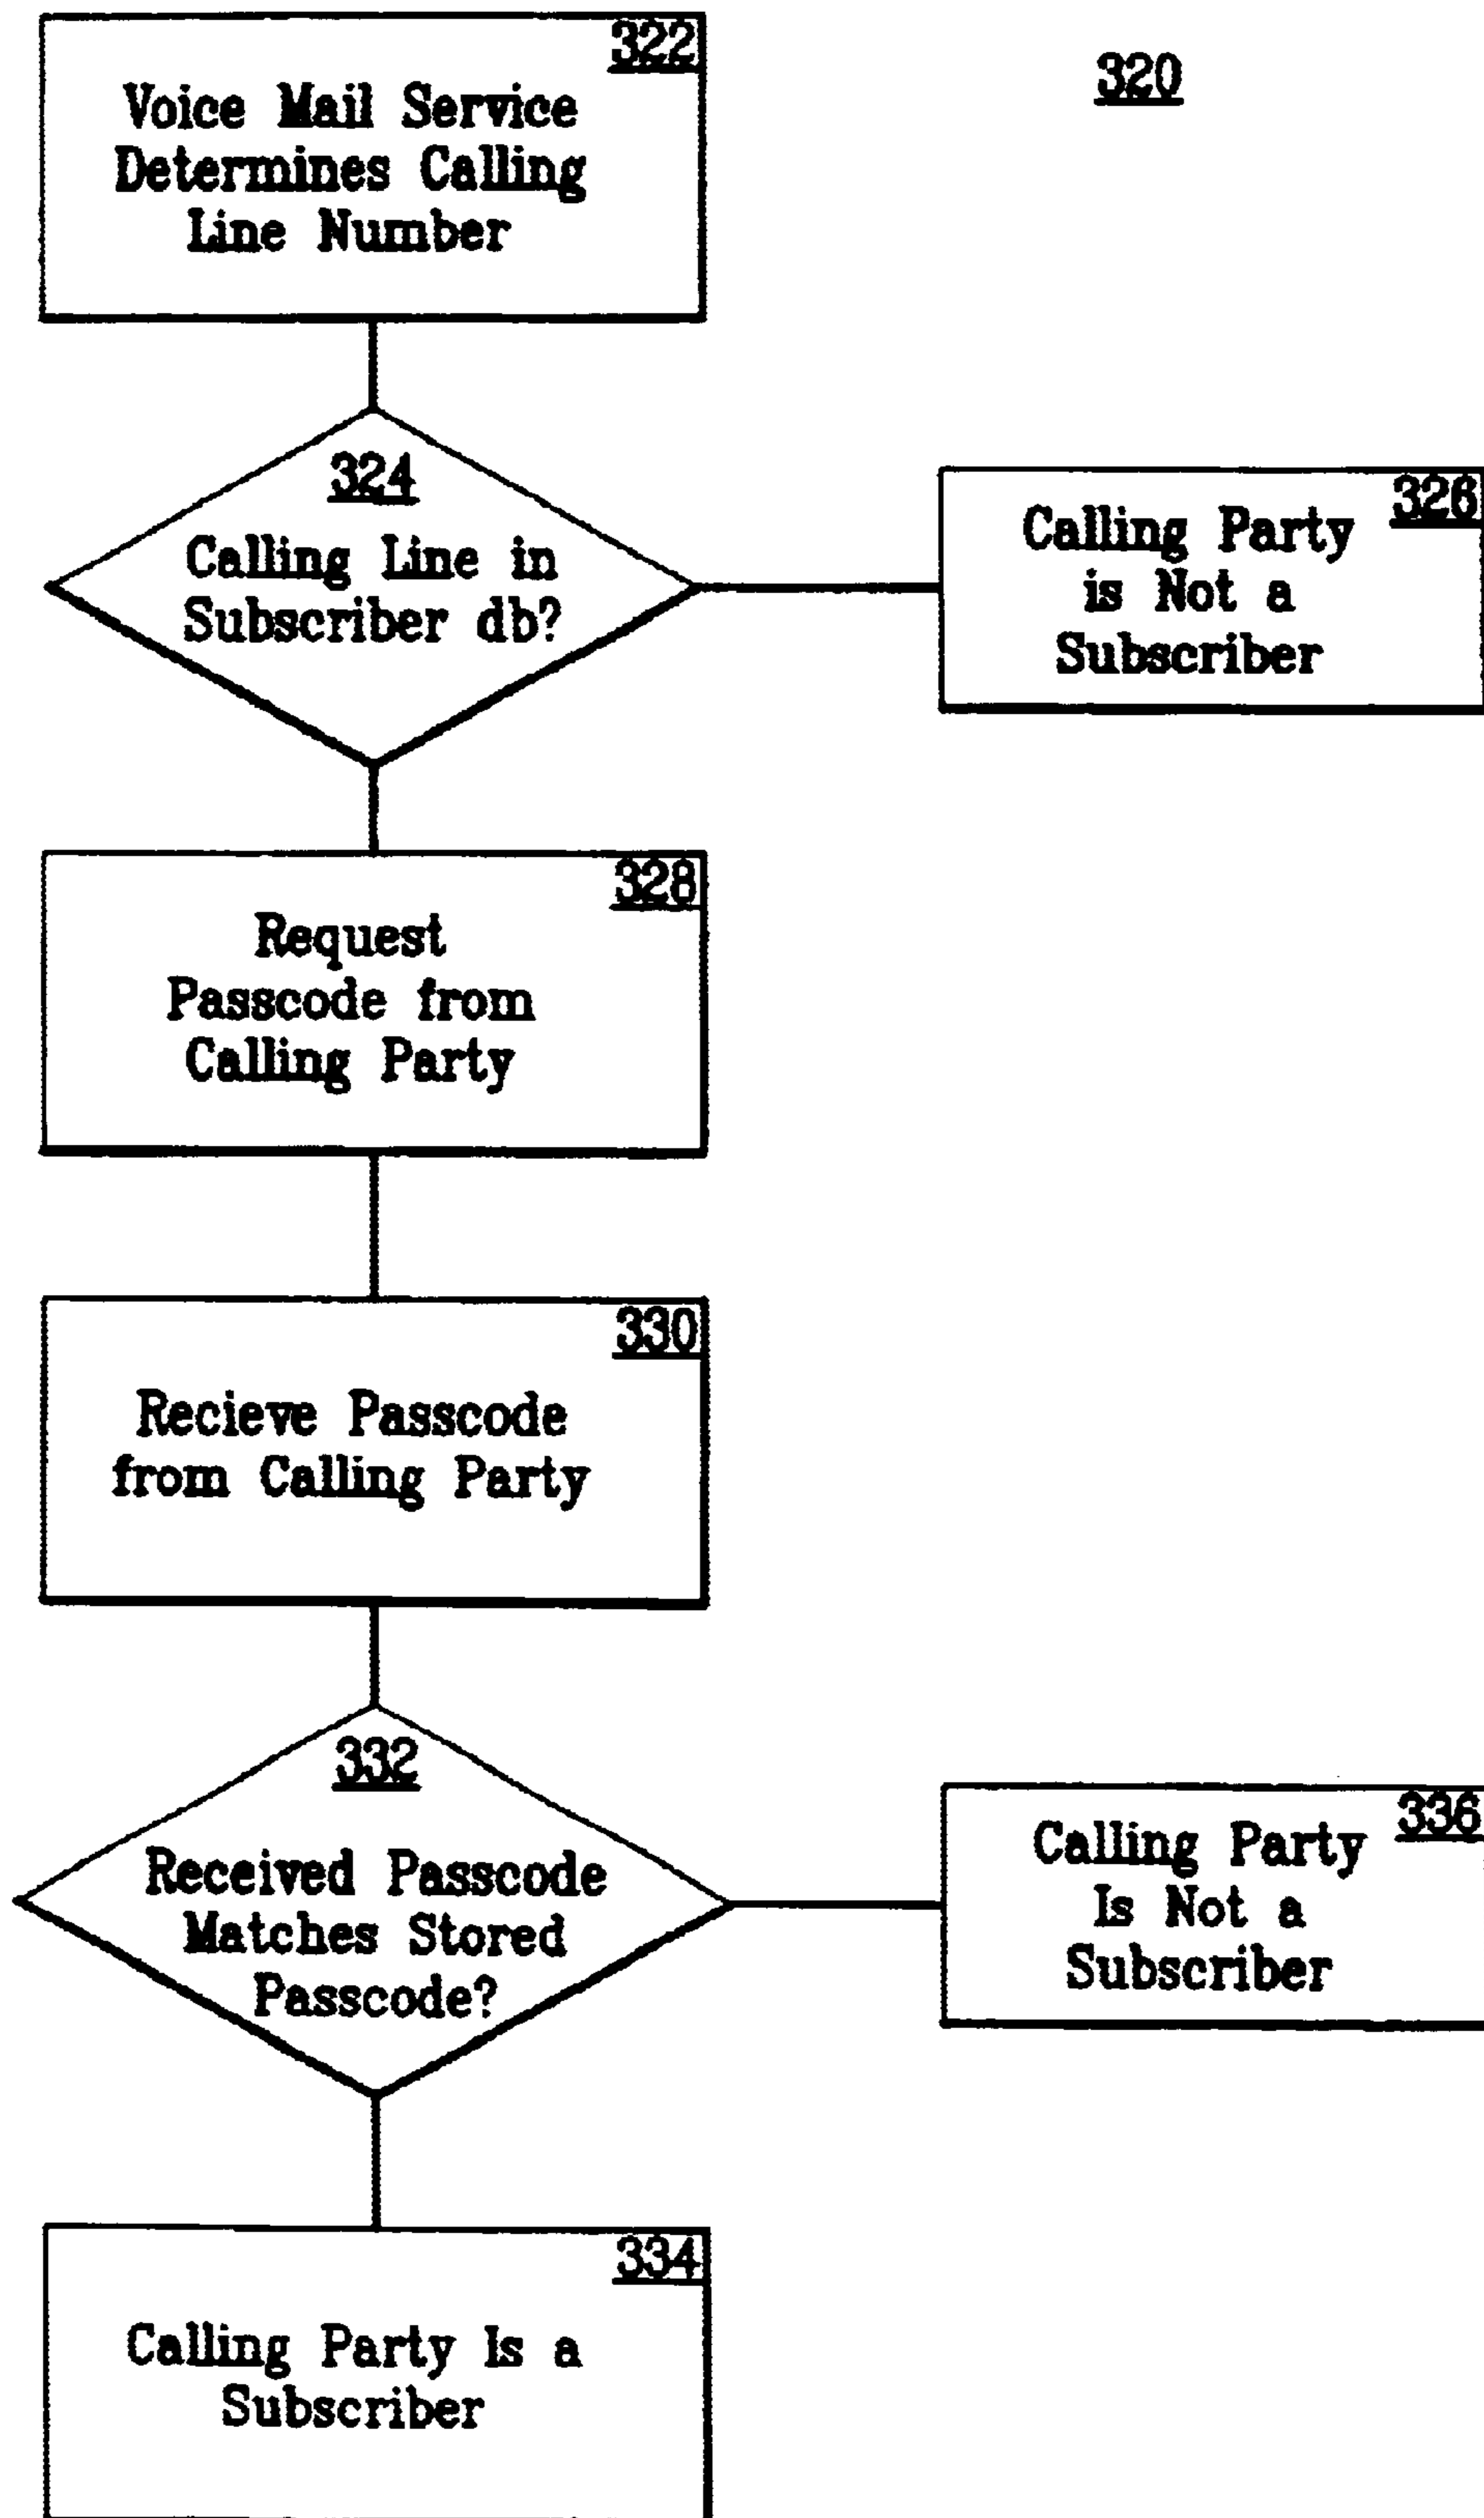 322
320
Voice Mail Service
Determines Calling
Line Number
324
Calling Line in
Subscriber db?
326
Calling Party
is Not a
Subscriber
328
Request
Passcode from
Calling Party
330
Recieve Passcode
from Calling Party
332
Received Passcode
Matches Stored
Passcode?
336
Calling Party
Is Not a
Subscriber
334
Calling Party Is a
Subscriber